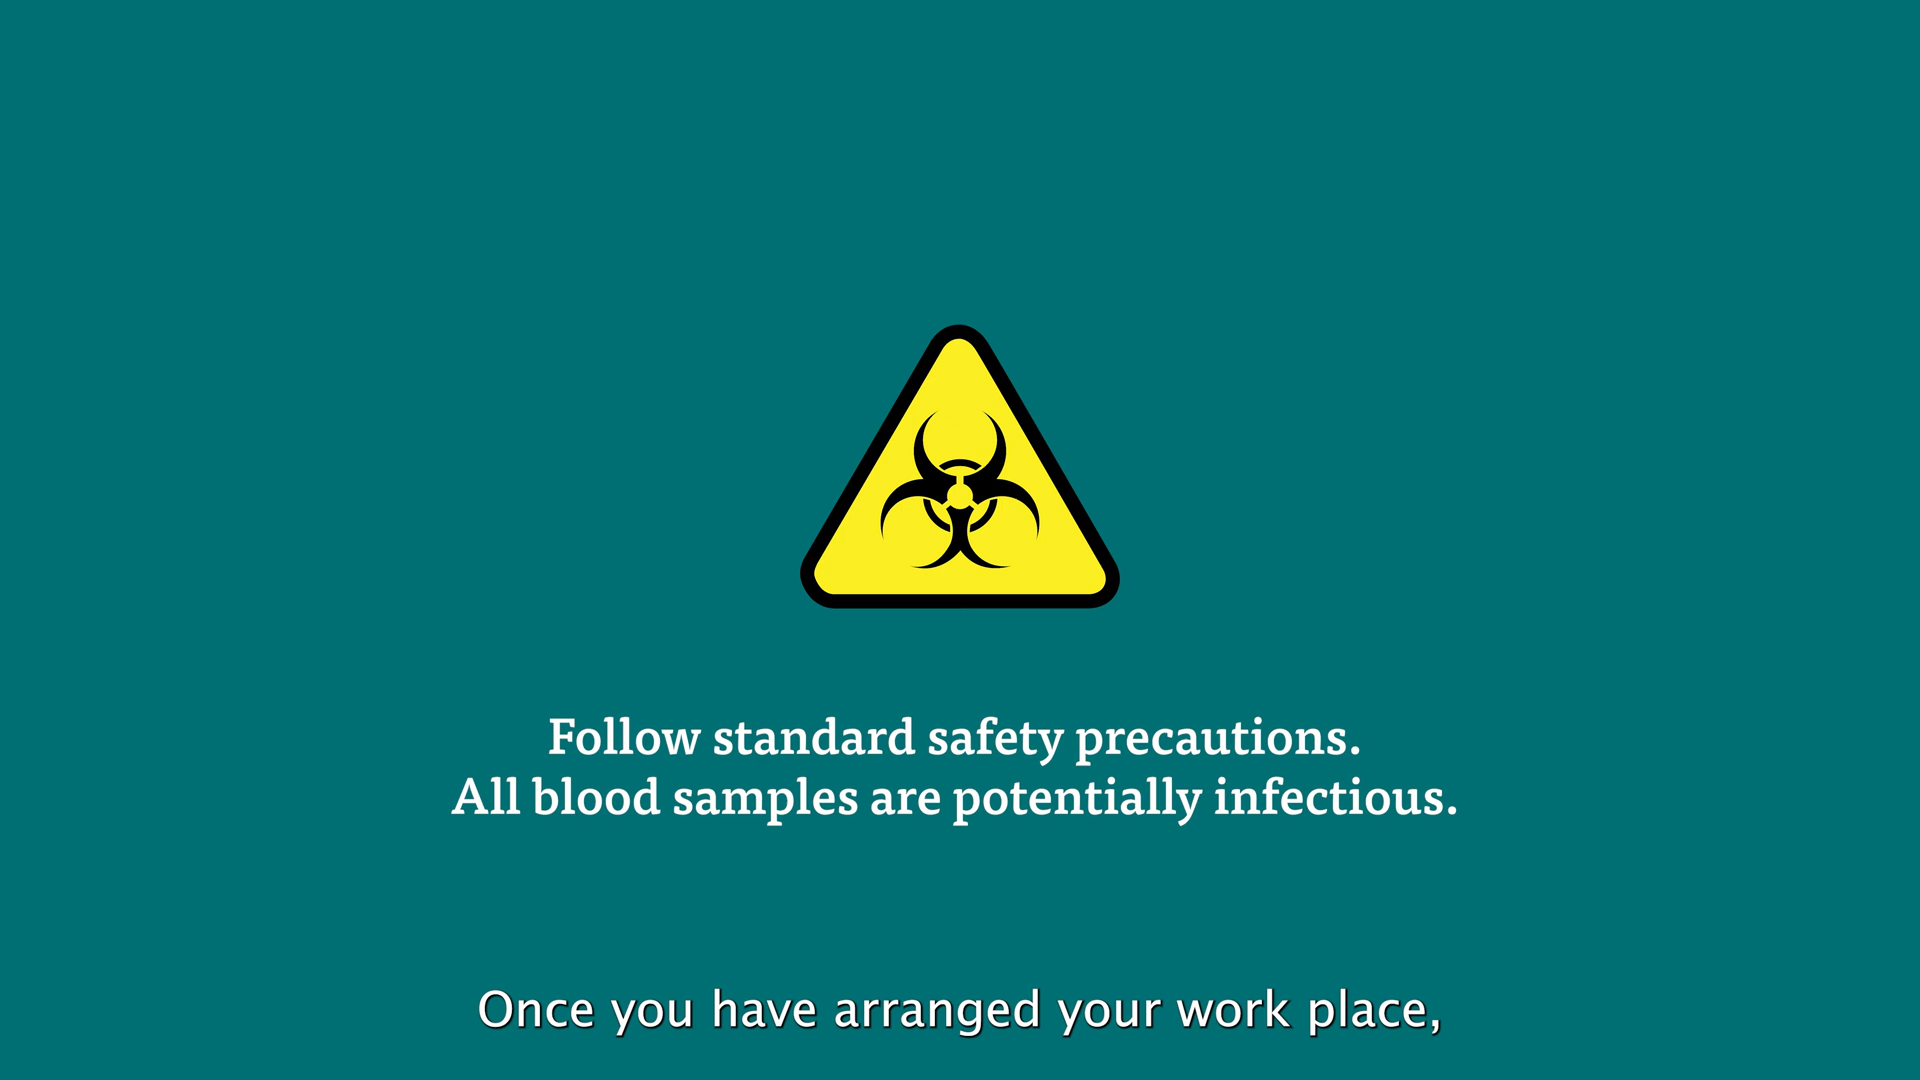 Follow standard safety precautions.
All blood samples are potentially infectious.
Once you have arranged your work place,